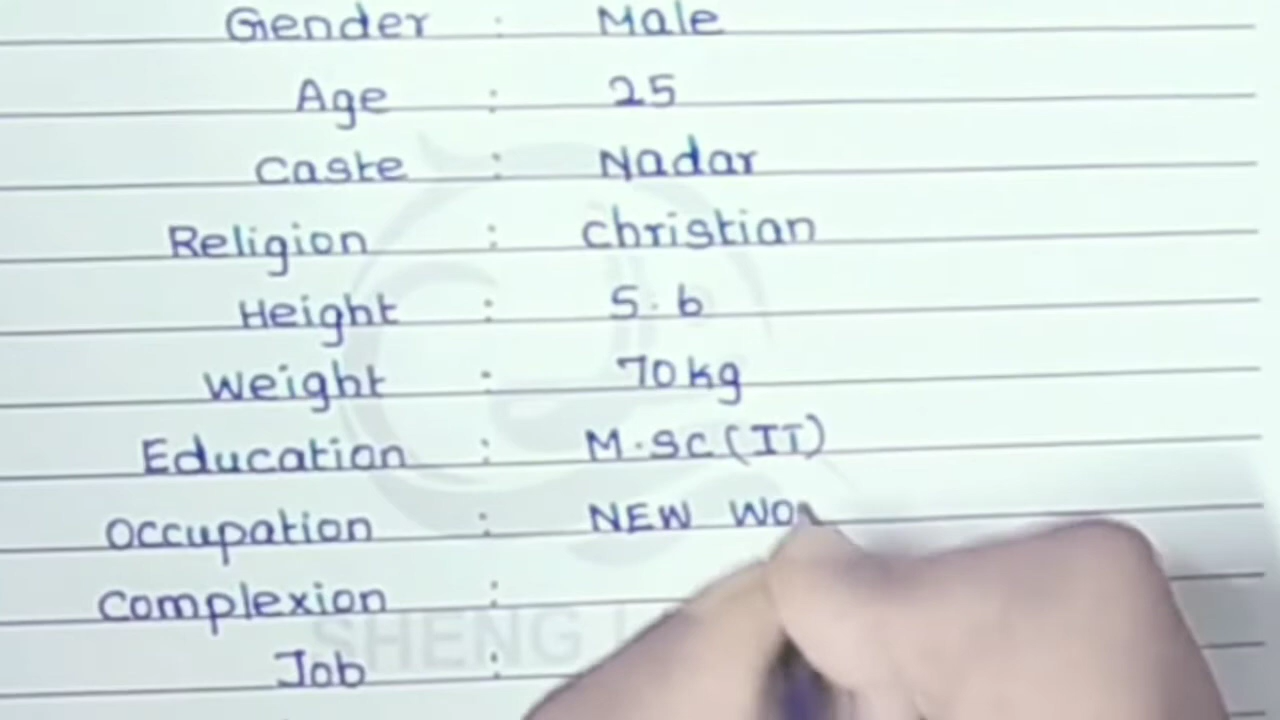 Gender : Male
Age : 25
Caste : Nadar
Religion : Christian
Height : 5.6
Weight : 70kg
Education : M.Sc (IT)
Occupation : NEW WO
Complexion :
Job :
SHENG